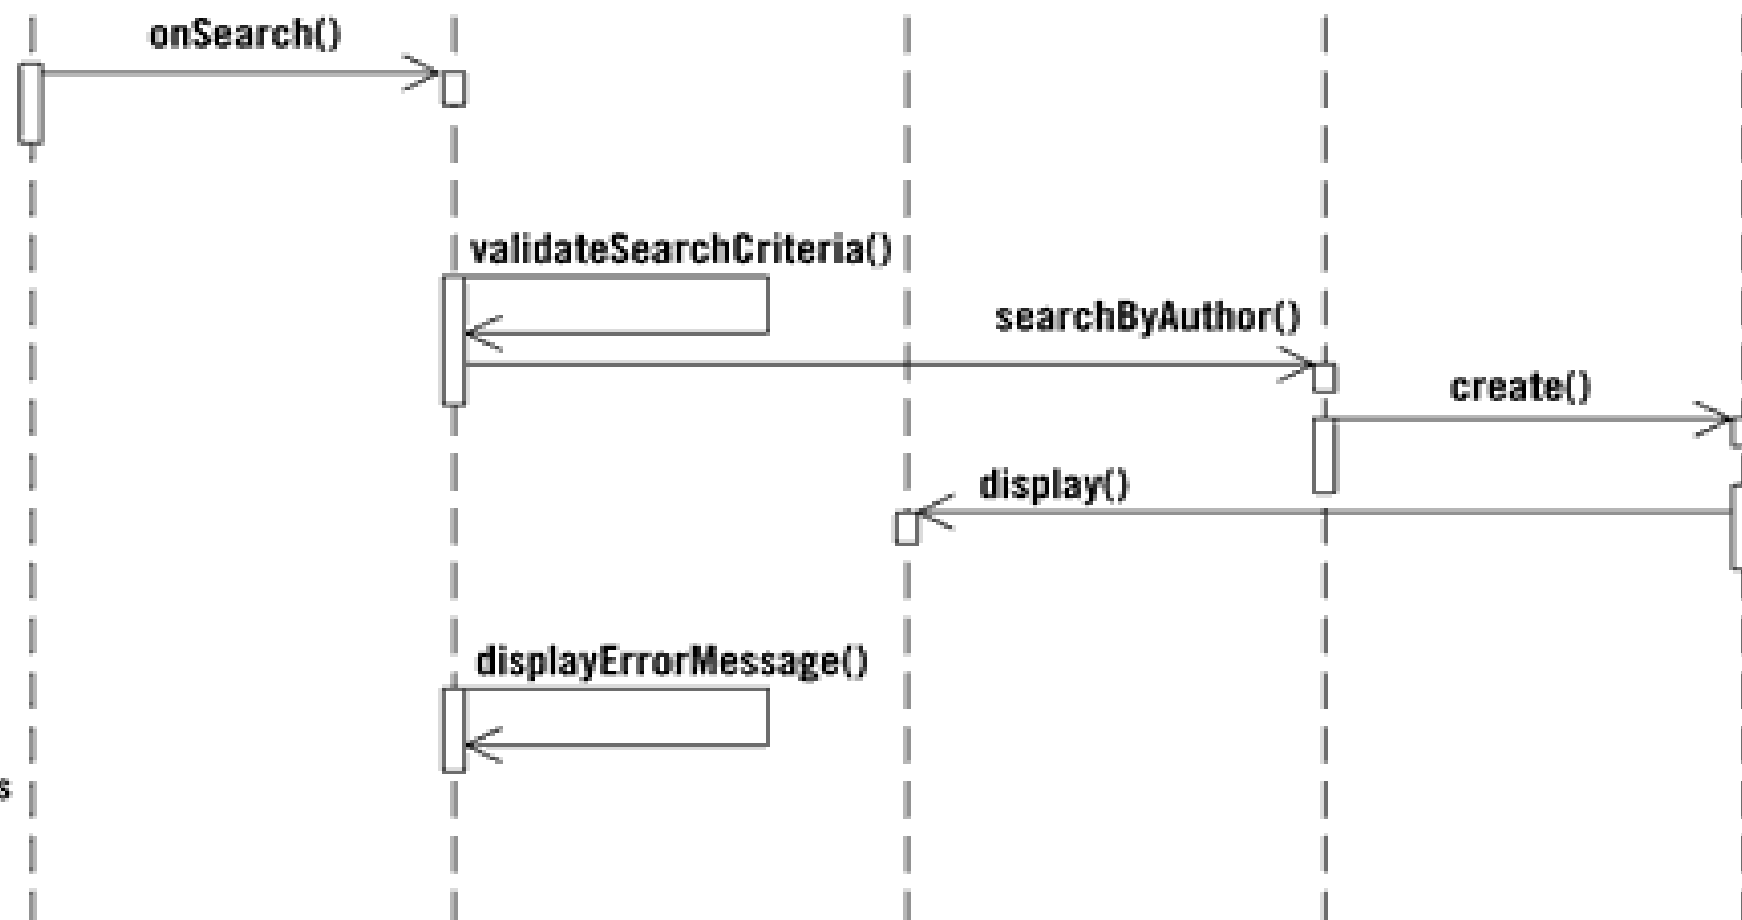 onSearch()
validateSearchCriteria()
searchByAuthor()
create()
display()
displayErrorMessage()
s